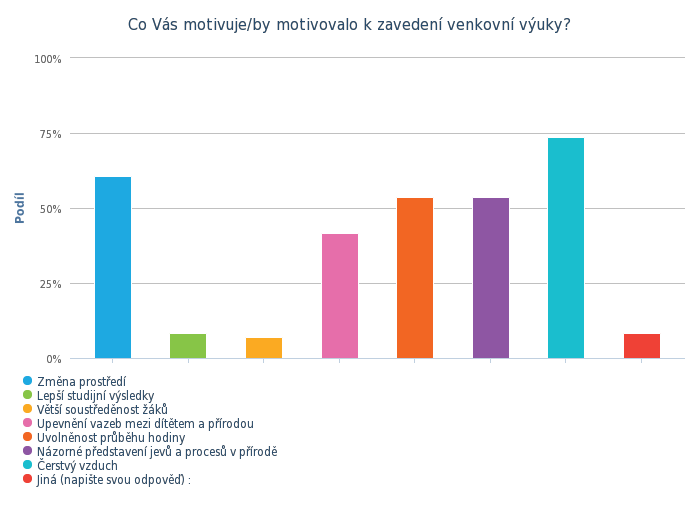 Co Vás motivuje/by motivovalo k zavedení venkovní výuky?
100%
75%
50%
25%
0%
Podíl
Změna prostředí
Lepší studijní výsledky
Větší soustředěnost žáků
Upevnění vazeb mezi dítětem a přírodou
Uvolněnost průběhu hodiny
Názorné představení jevů a procesů v přírodě
Čerstvý vzduch
Jiná (napište svou odpověď) :